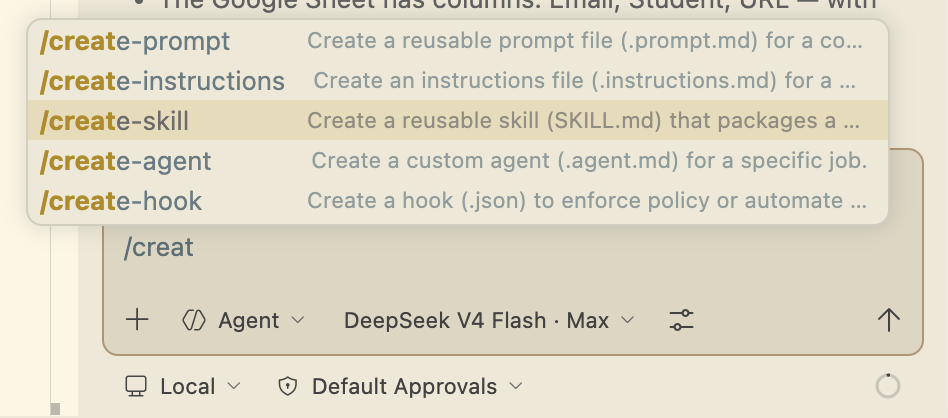 The Google Sheet has columns: Email, Student, URL — with
/create-prompt Create a reusable prompt file (.prompt.md) for a co...
/create-instructions Create an instructions file (.instructions.md) for a ...
/create-skill Create a reusable skill (SKILL.md) that packages a ...
/create-agent Create a custom agent (.agent.md) for a specific job.
/create-hook Create a hook (.json) to enforce policy or automate ...
/creat
Agent DeepSeek V4 Flash · Max
Local Default Approvals